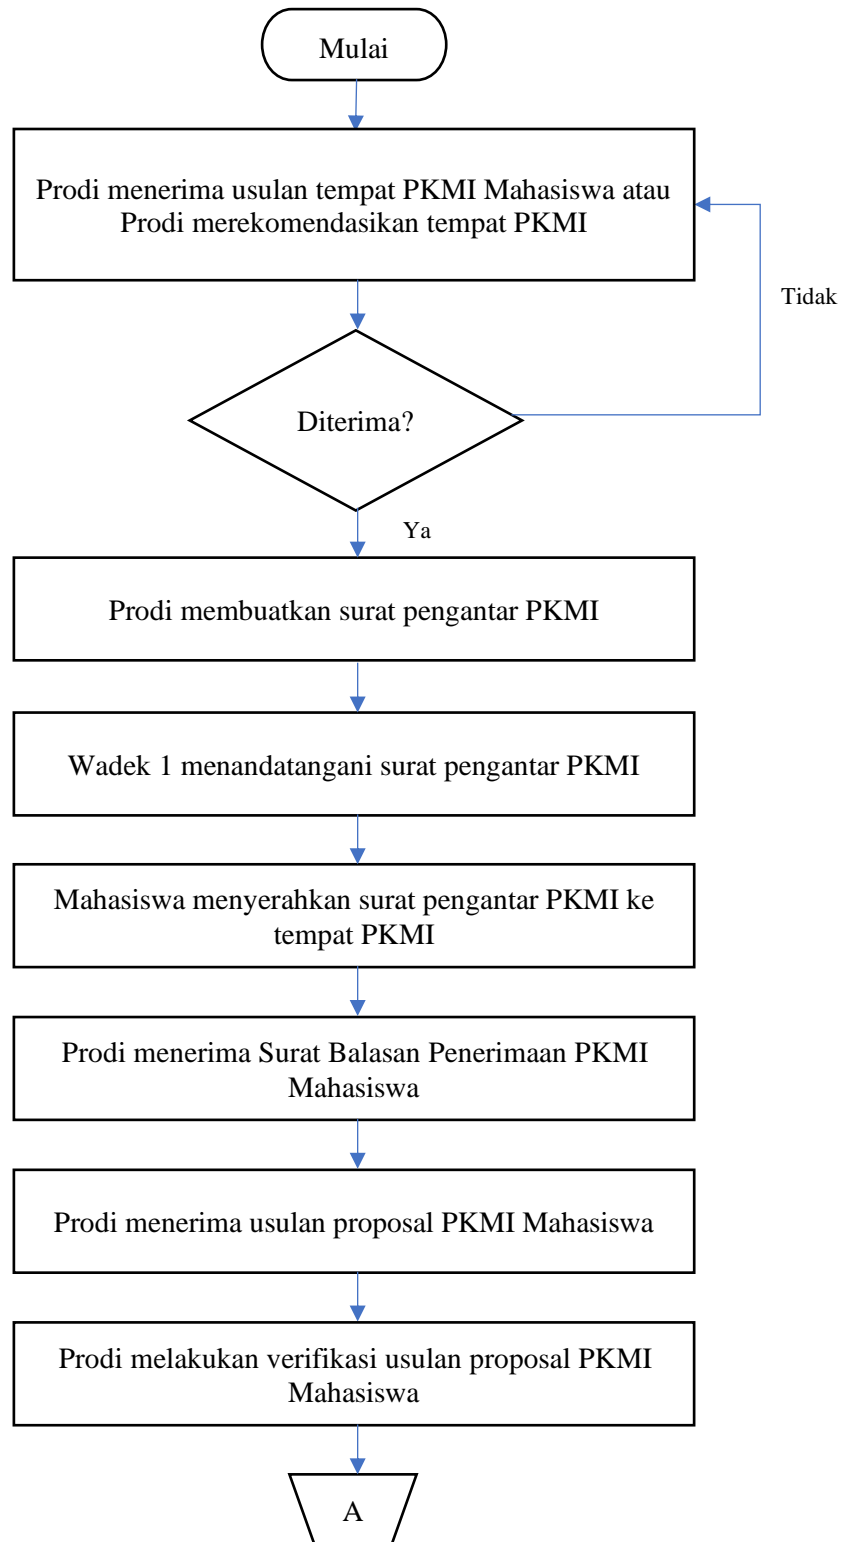 Mulai
Prodi menerima usulan tempat PKMI Mahasiswa atau
Prodi merekomendasikan tempat PKMI
Tidak
Diterima?
Ya
Prodi membuatkan surat pengantar PKMI
Wadek 1 menandatangani surat pengantar PKMI
Mahasiswa menyerahkan surat pengantar PKMI ke
tempat PKMI
Prodi menerima Surat Balasan Penerimaan PKMI
Mahasiswa
Prodi menerima usulan proposal PKMI Mahasiswa
Prodi melakukan verifikasi usulan proposal PKMI
Mahasiswa
A